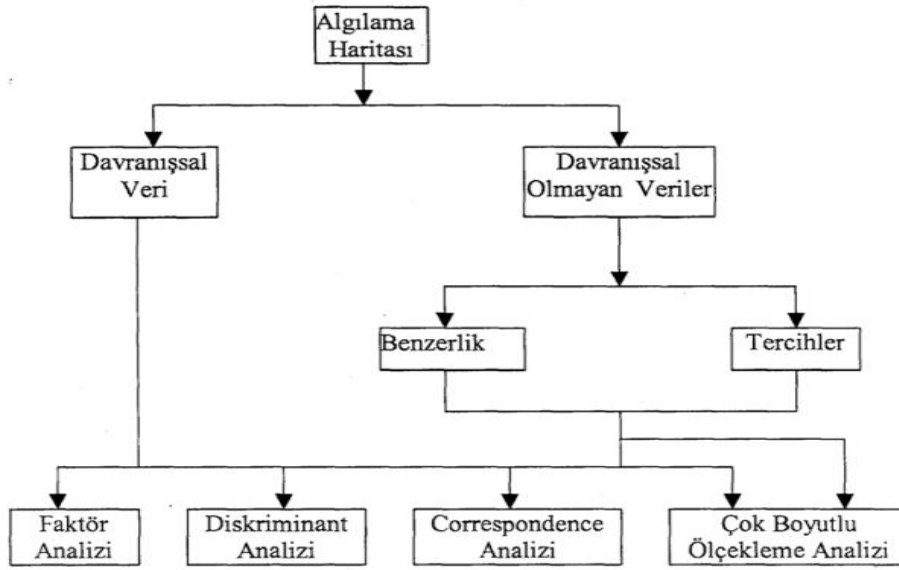 Algılama
Haritası
Davranışsal
Veri
Davranışsal
Olmayan Veriler
Benzerlik
Tercihler
Faktör
Analizi
Diskriminant
Analizi
Correspondence
Analizi
Çok Boyutlu
Ölçekleme Analizi